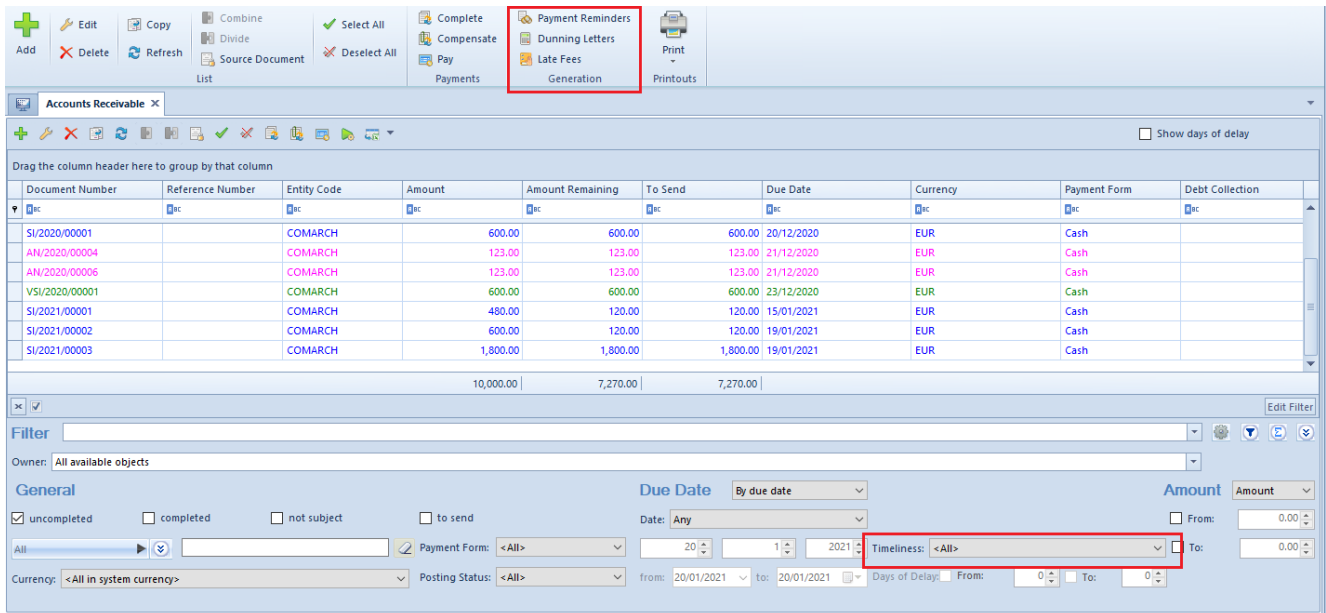 Add
Edit
Delete
Copy
Refresh
Combine
Divide
Source Document
List
Select All
Deselect All
Complete
Compensate
Pay
Payments
Payment Reminders
Dunning Letters
Late Fees
Generation
Print
Printouts
Accounts Receivable X
Show days of delay
Drag the column header here to group by that column
Document Number Reference Number Entity Code Amount Amount Remaining To Send Due Date Currency Payment Form Debt Collection
SI/2020/00001 COMARCH 600.00 600.00 600.00 20/12/2020 EUR Cash
AN/2020/00004 COMARCH 123.00 123.00 123.00 21/12/2020 EUR Cash
AN/2020/00006 COMARCH 123.00 123.00 123.00 21/12/2020 EUR Cash
VSI/2020/00001 COMARCH 600.00 600.00 600.00 23/12/2020 EUR Cash
SI/2021/00001 COMARCH 480.00 120.00 120.00 15/01/2021 EUR Cash
SI/2021/00002 COMARCH 600.00 120.00 120.00 19/01/2021 EUR Cash
SI/2021/00003 COMARCH 1,800.00 1,800.00 1,800.00 19/01/2021 EUR Cash
10,000.00 7,270.00 7,270.00
Edit Filter
Filter
Owner: All available objects
General Due Date By due date Amount Amount
uncompleted completed not subject to send Date: Any From: 0.00
All Payment Form: <All> 20 1 2021 Timeliness: <All> To: 0.00
Currency: <All in system currency> Posting Status: <All> from: 20/01/2021 to: 20/01/2021 Days of Delay: From: 0 To: 0